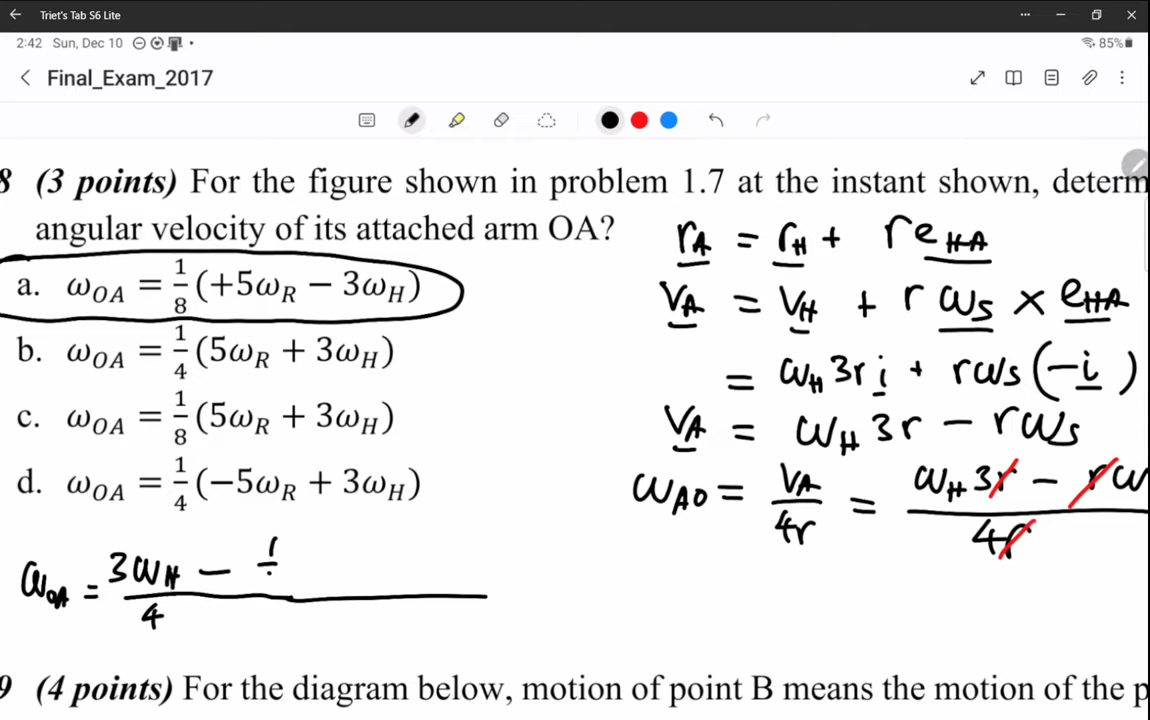 Triet's Tab S6 Lite
2:42 Sun, Dec 10
85%
Final_Exam_2017
8 (3 points) For the figure shown in problem 1.7 at the instant shown, determ
angular velocity of its attached arm OA?
a. ω_OA = 1/8 (+5ω_R − 3ω_H)
b. ω_OA = 1/4 (5ω_R + 3ω_H)
c. ω_OA = 1/8 (5ω_R + 3ω_H)
d. ω_OA = 1/4 (−5ω_R + 3ω_H)
r_A = r_H + r e_HA
V_A = V_H + r ω_S × e_HA
= ω_H 3r i + rω_S (−i)
V_A = ω_H 3r − rω_S
ω_AO = V_A/4r = (ω_H 3r − rω)/4r
ω_OA = (3ω_H − 1)/4
9 (4 points) For the diagram below, motion of point B means the motion of the p